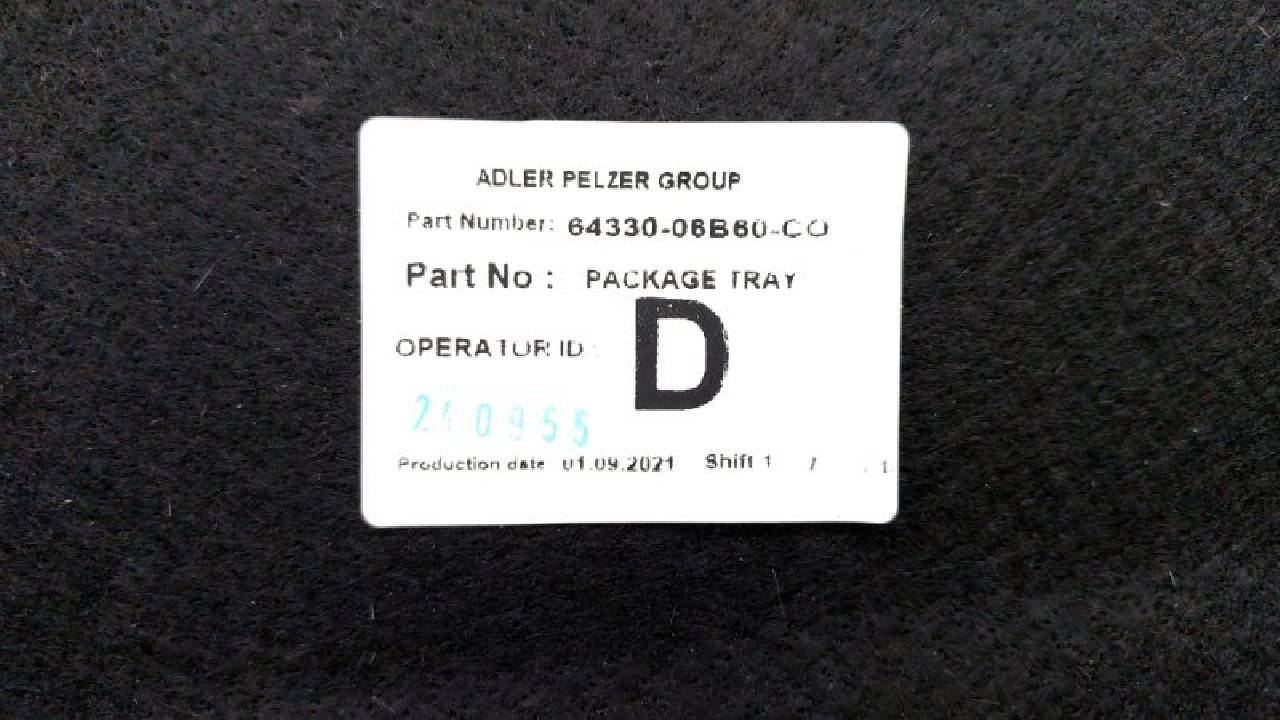 ADLER PELZER GROUP
Part Number: 64330-06B60-CO
Part No : PACKAGE TRAY
D
OPERATOR ID :
Production date 01.09.2021 Shift 1 /